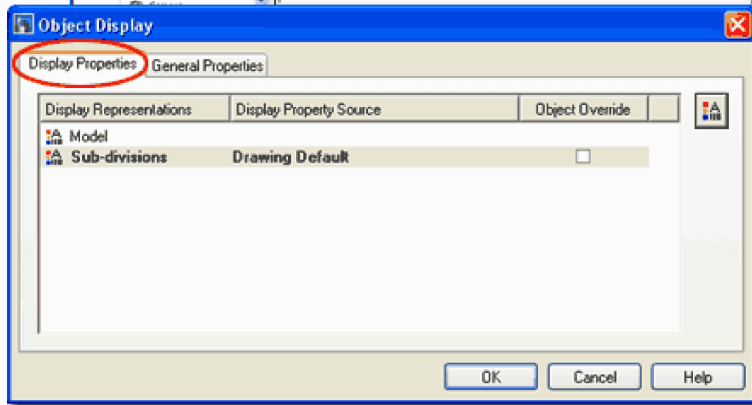 Object Display
Display Properties General Properties
Display Representations Display Property Source Object Override
Model
Sub-divisions Drawing Default
OK Cancel Help